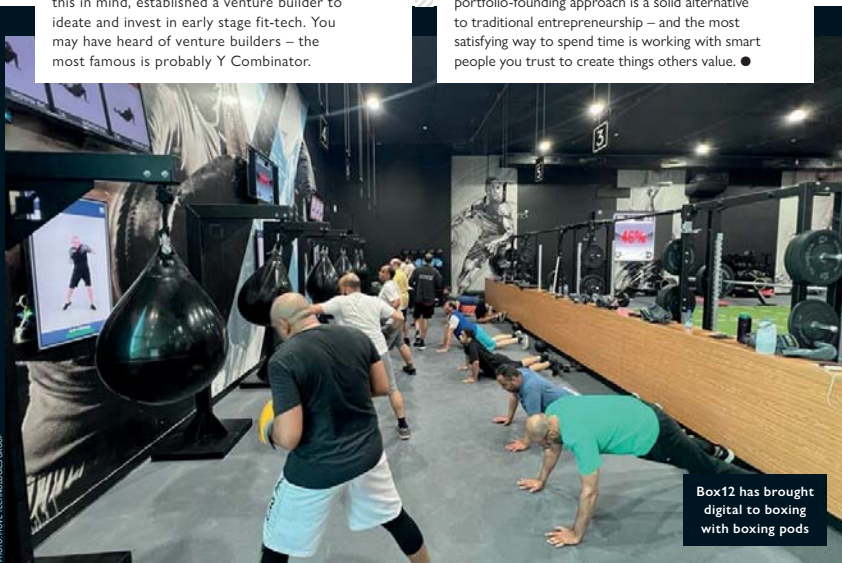 this in mind, established a venture builder to
ideate and invest in early stage fit-tech. You
may have heard of venture builders – the
most famous is probably Y Combinator.
portfolio-founding approach is a solid alternative
to traditional entrepreneurship – and the most
satisfying way to spend time is working with smart
people you trust to create things others value. ●
4
3
5
46%
Box12 has brought
digital to boxing
with boxing pods